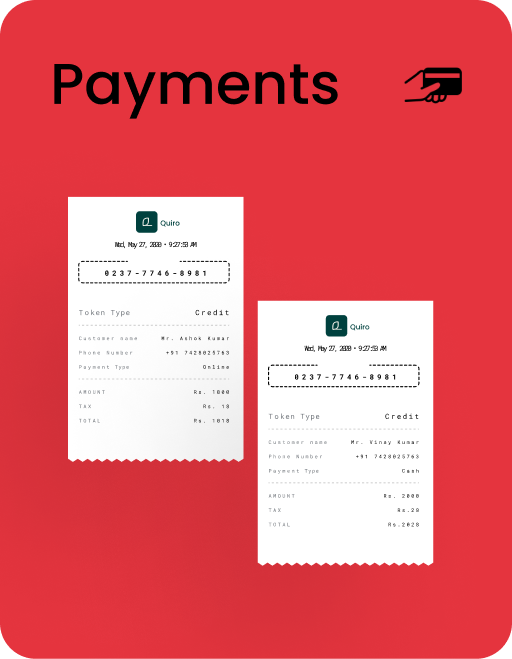 Payments
Quiro
Wed, May 27, 2020 • 9:27:53 AM
0237-7746-8981
Token Type Credit
Customer name Mr. Ashok Kumar
Phone Number +91 7428025763
Payment Type Online
AMOUNT Rs. 1000
TAX Rs. 18
TOTAL Rs. 1018
Quiro
Wed, May 27, 2020 • 9:27:53 AM
0237-7746-8981
Token Type Credit
Customer name Mr. Vinay Kumar
Phone Number +91 7428025763
Payment Type Cash
AMOUNT Rs. 2000
TAX Rs.28
TOTAL Rs.2028